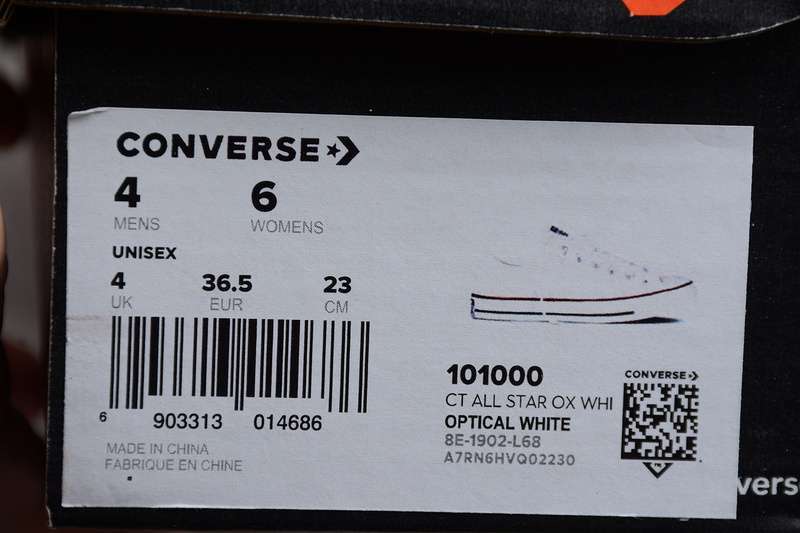 CONVERSE
4 6
MENS WOMENS
UNISEX
4 36.5 23
UK EUR CM
6 903313 014686
MADE IN CHINA
FABRIQUE EN CHINE
101000
CT ALL STAR OX WHI
OPTICAL WHITE
8E-1902-L68
A7RN6HVQ02230
CONVERSE